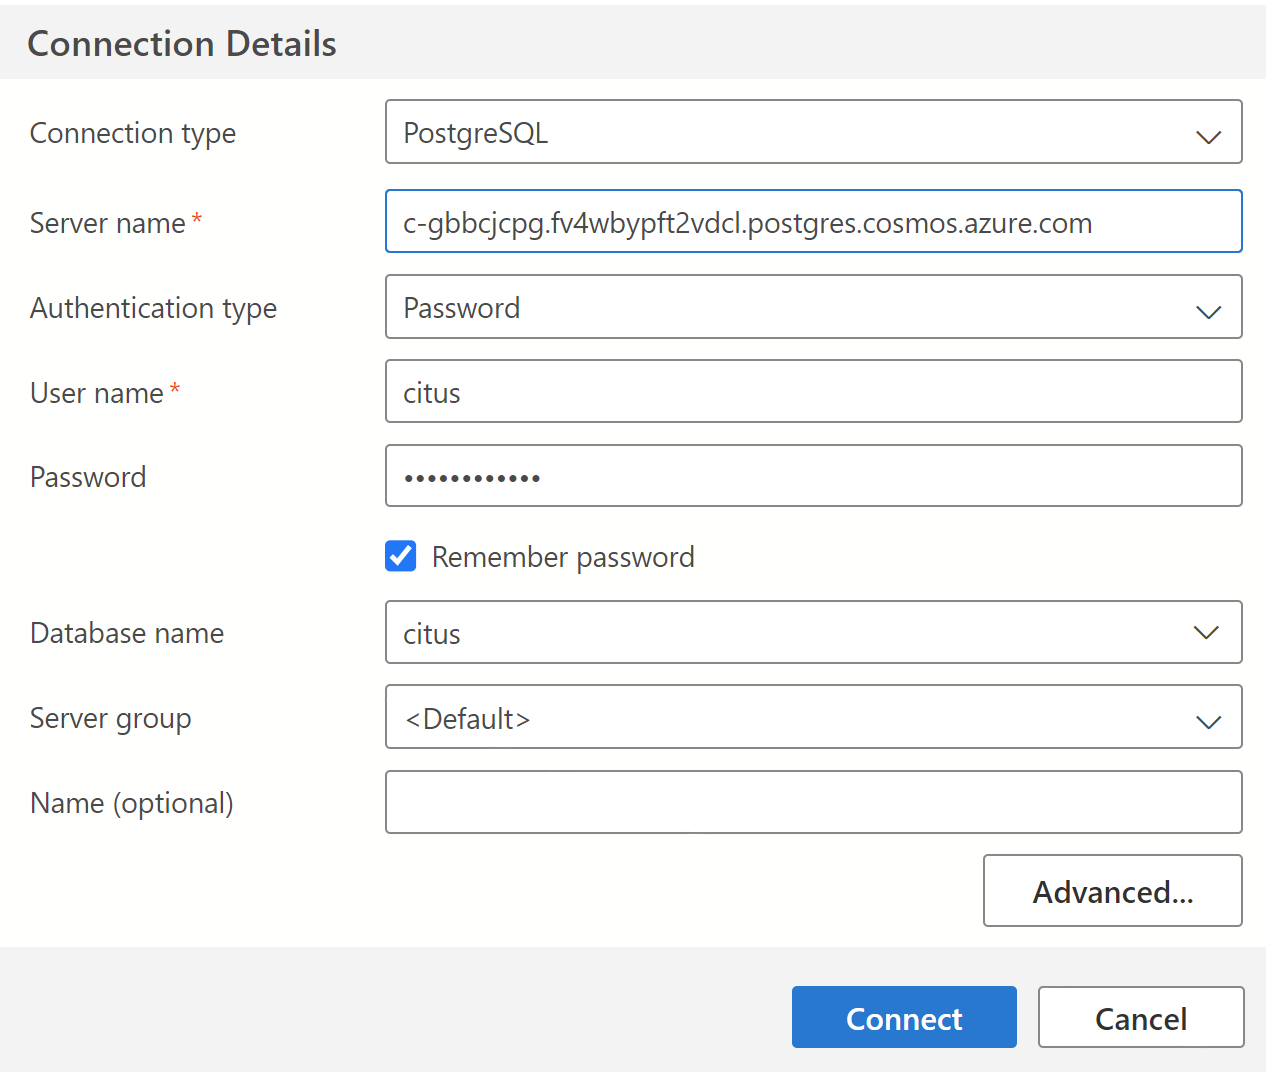 Connection Details
Connection type PostgreSQL
Server name * c-gbbcjcpg.fv4wbypft2vdcl.postgres.cosmos.azure.com
Authentication type Password
User name * citus
Password ••••••••••••
Remember password
Database name citus
Server group <Default>
Name (optional)
Advanced...
Connect Cancel